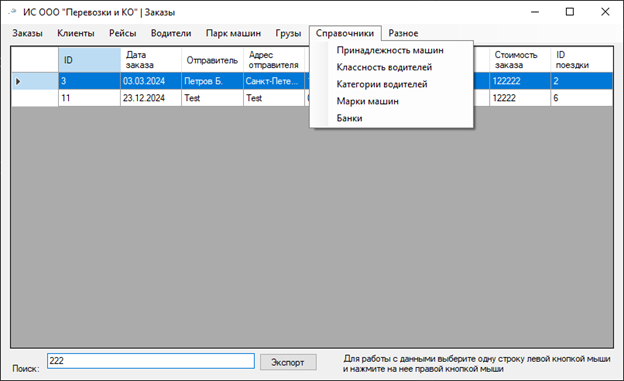 ИС ООО "Перевозки и КО" | Заказы
Заказы Клиенты Рейсы Водители Парк машин Грузы Справочники Разное
ID Дата заказа Отправитель Адрес отправителя Стоимость заказа ID поездки
3 03.03.2024 Петров Б. Санкт-Пете... 122222 2
11 23.12.2024 Test Test 12222 6
Принадлежность машин
Классность водителей
Категории водителей
Марки машин
Банки
Поиск: 222 Экспорт
Для работы с данными выберите одну строку левой кнопкой мыши
и нажмите на нее правой кнопкой мыши